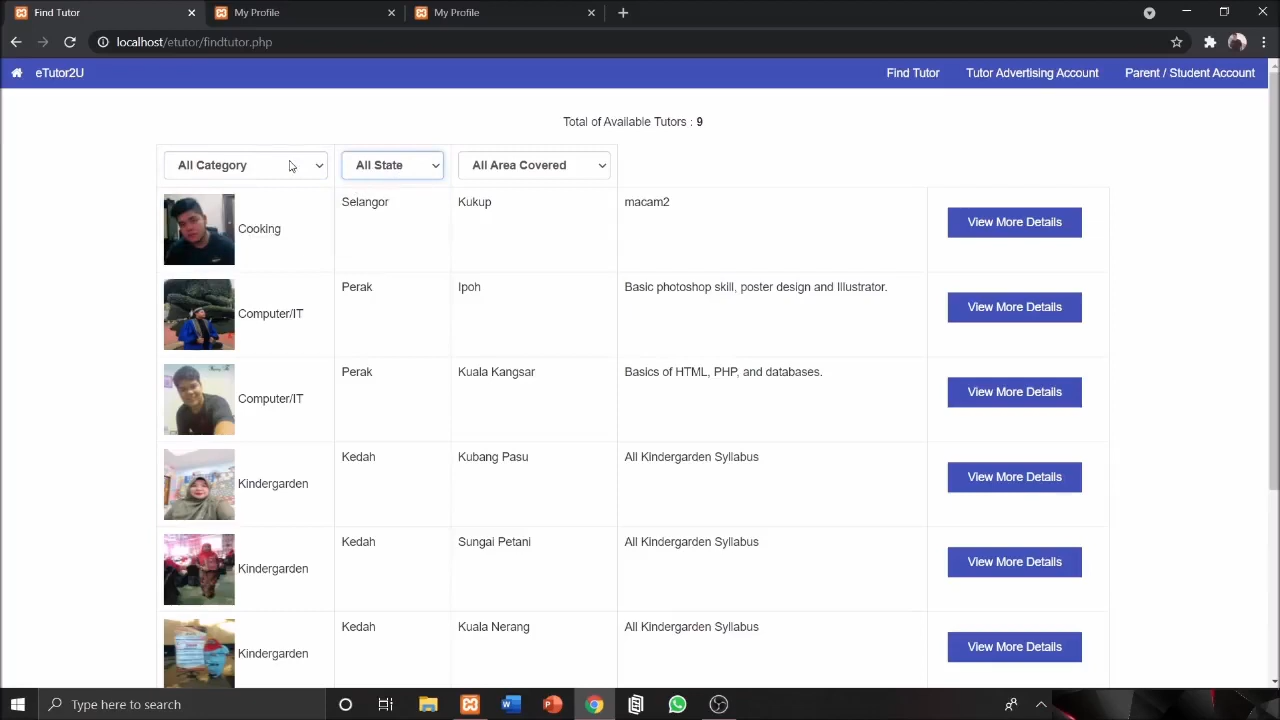 Find Tutor
My Profile
My Profile
localhost/etutor/findtutor.php
eTutor2U
Find Tutor
Tutor Advertising Account
Parent / Student Account
Total of Available Tutors : 9
All Category
All State
All Area Covered
Cooking
Selangor
Kukup
macam2
View More Details
Computer/IT
Perak
Ipoh
Basic photoshop skill, poster design and Illustrator.
View More Details
Computer/IT
Perak
Kuala Kangsar
Basics of HTML, PHP, and databases.
View More Details
Kindergarden
Kedah
Kubang Pasu
All Kindergarden Syllabus
View More Details
Kindergarden
Kedah
Sungai Petani
All Kindergarden Syllabus
View More Details
Kindergarden
Kedah
Kuala Nerang
All Kindergarden Syllabus
View More Details
Type here to search